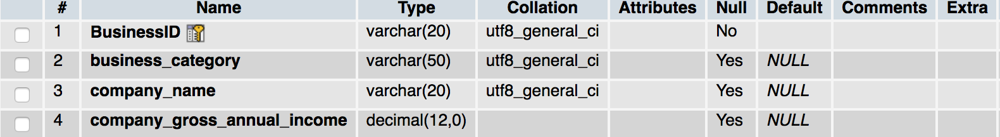 # Name Type Collation Attributes Null Default Comments Extra
1 BusinessID varchar(20) utf8_general_ci No
2 business_category varchar(50) utf8_general_ci Yes NULL
3 company_name varchar(20) utf8_general_ci Yes NULL
4 company_gross_annual_income decimal(12,0) Yes NULL